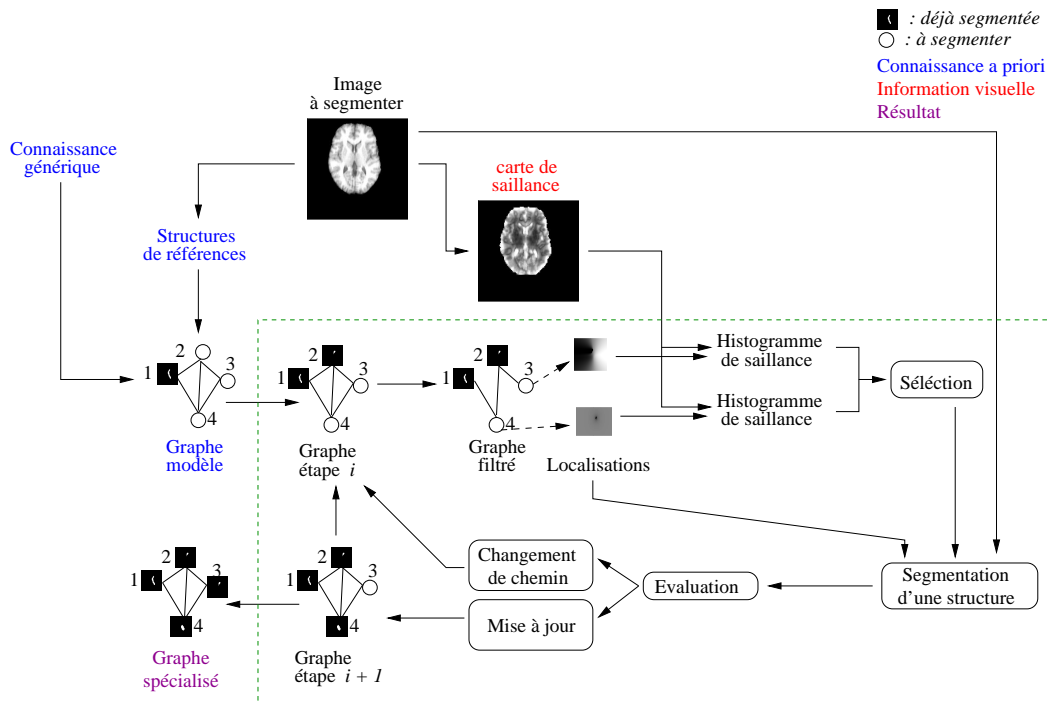 : déjà segmentée
: à segmenter
Connaissance a priori
Information visuelle
Résultat
Image
à segmenter
Connaissance
générique
carte de
saillance
Structures
de références
1
2
3
4
Graphe
modèle
1
2
3
4
Graphe
étape i
1
2
3
4
Graphe
filtré
Localisations
Histogramme
de saillance
Histogramme
de saillance
Séléction
Changement
de chemin
Evaluation
Segmentation
d'une structure
Mise à jour
1
2
3
4
Graphe
spécialisé
1
2
3
4
Graphe
étape i + 1